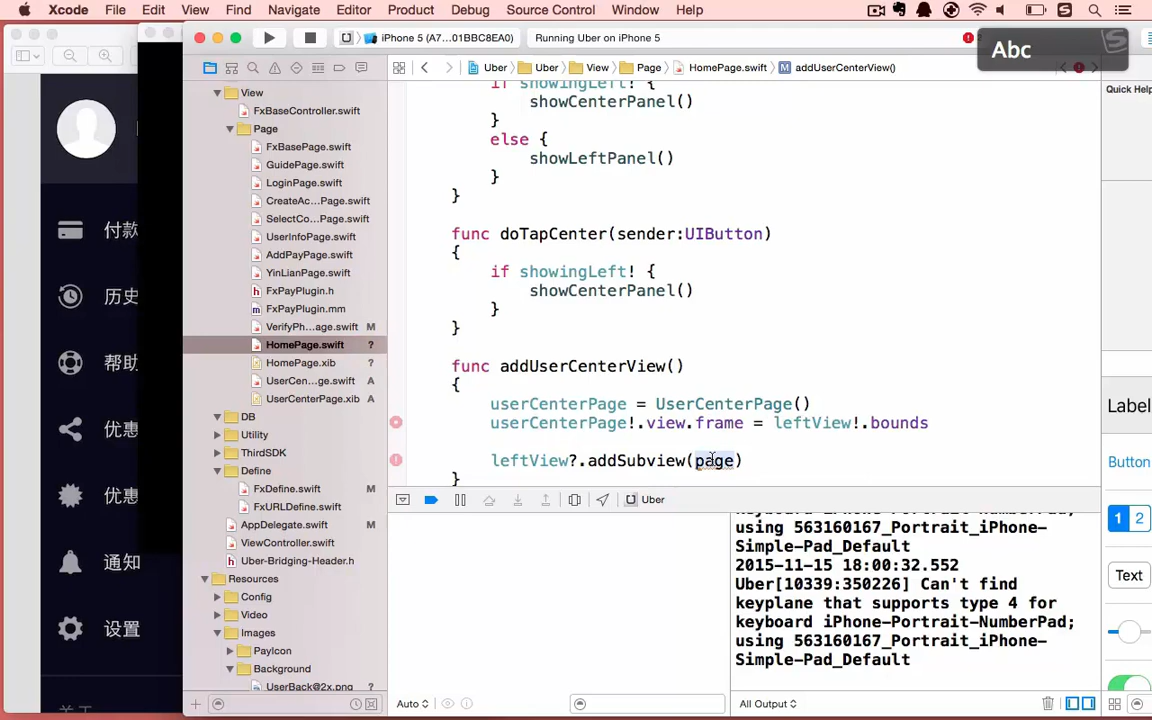 Xcode File Edit View Find Navigate Editor Product Debug Source Control Window Help
iPhone 5 (A7...01BBC8EA0) Running Uber on iPhone 5
Abc
Uber Uber View Page HomePage.swift M addUserCenterView()
Quick Help
View
FxBaseController.swift
Page
FxBasePage.swift
GuidePage.swift
LoginPage.swift
CreateAc...Page.swift
SelectCo...Page.swift
UserInfoPage.swift
AddPayPage.swift
YinLianPage.swift
FxPayPlugin.h
FxPayPlugin.mm
VerifyPh...age.swift M
HomePage.swift ?
HomePage.xib ?
UserCen...ge.swift A
UserCenterPage.xib A
DB
Utility
ThirdSDK
Define
FxDefine.swift M
FxURLDefine.swift
AppDelegate.swift M
ViewController.swift
Uber-Bridging-Header.h
Resources
Config
Video
Images
PayIcon
Background
UserBack@2x.png ?
付款
历史
帮助
优惠
优惠
通知
设置
if showingLeft! {
showCenterPanel()
}
else {
showLeftPanel()
}
}
func doTapCenter(sender:UIButton)
{
if showingLeft! {
showCenterPanel()
}
}
func addUserCenterView()
{
userCenterPage = UserCenterPage()
userCenterPage!.view.frame = leftView!.bounds
leftView?.addSubview(page)
}
Uber
keyboard iPhone-Portrait-NumberPad;
using 563160167_Portrait_iPhone-
Simple-Pad_Default
2015-11-15 18:00:32.552
Uber[10339:350226] Can't find
keyplane that supports type 4 for
keyboard iPhone-Portrait-NumberPad;
using 563160167_Portrait_iPhone-
Simple-Pad_Default
Auto
All Output
Label
Button
1 2
Text